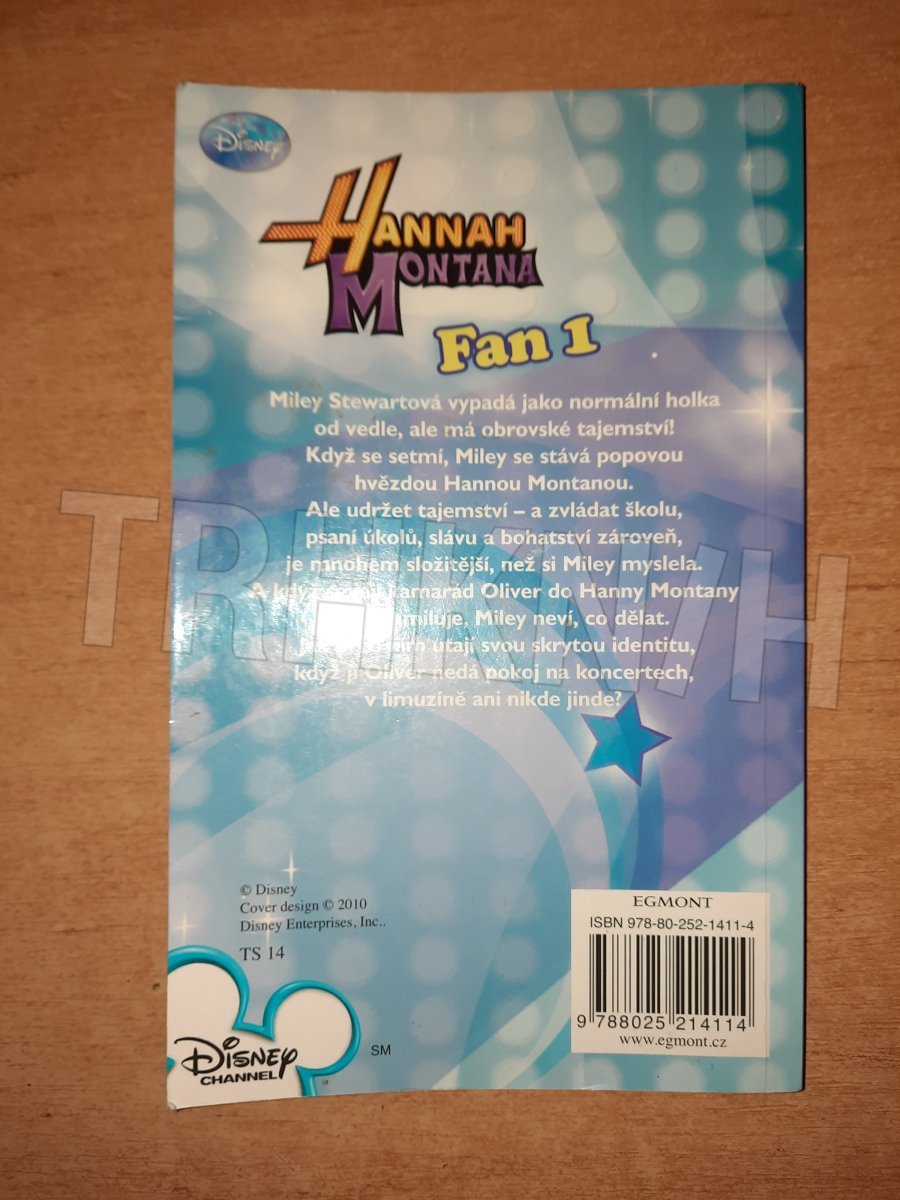 Disney
HANNAH
MONTANA
Fan 1
Miley Stewartová vypadá jako normální holka
od vedle, ale má obrovské tajemství!
Když se setmí, Miley se stává popovou
hvězdou Hannou Montanou.
Ale udržet tajemství – a zvládat školu,
psaní úkolů, slávu a bohatství zároveň,
je mnohem složitější, než si Miley myslela.
A když kamarád Oliver do Hanny Montany
Miley neví, co dělat.
utají svou skrytou identitu,
když jí Oliver nedá pokoj na koncertech,
v limuzíně ani nikde jinde?
TRHKNIH
© Disney
Cover design © 2010
Disney Enterprises, Inc..
TS 14
Disney
CHANNEL
SM
EGMONT
ISBN 978-80-252-1411-4
9 788025 214114
www.egmont.cz